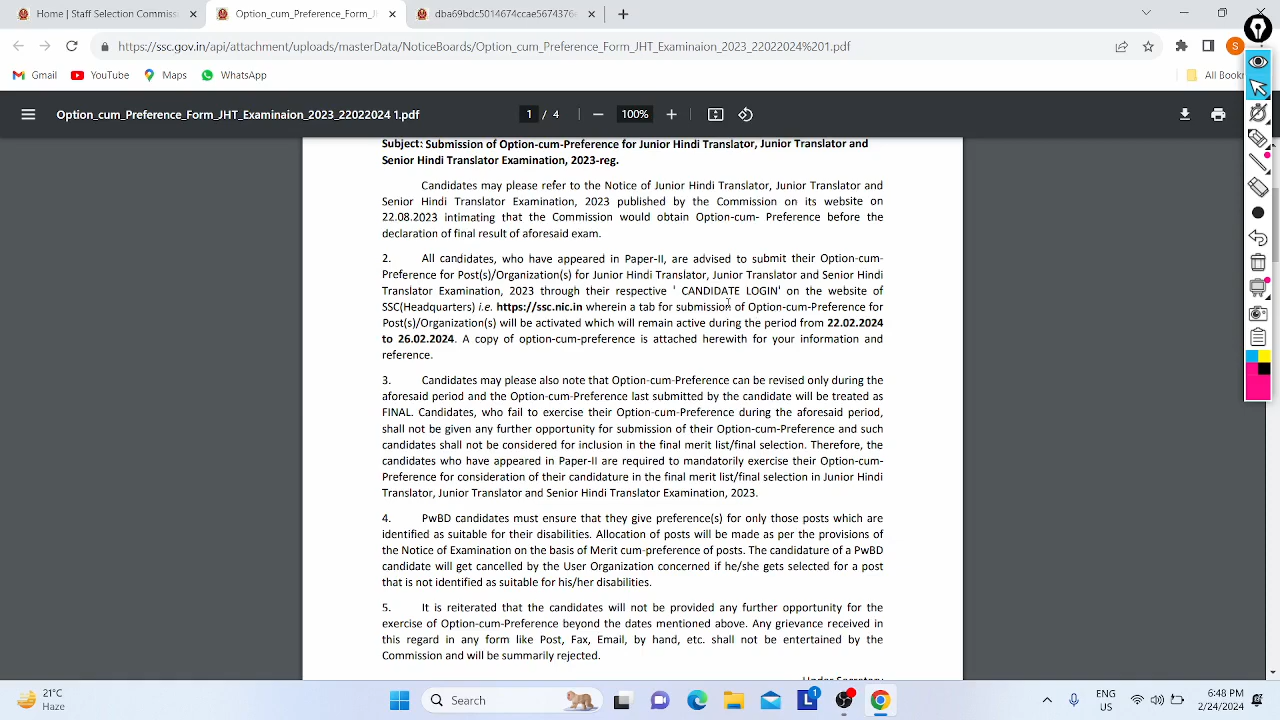 Home | Staff Selection Commiss
Option_cum_Preference_Form_J
dba69bdc5014674ccae5674376
https://ssc.gov.in/api/attachment/uploads/masterData/NoticeBoards/Option_cum_Preference_Form_JHT_Examinaion_2023_22022024%201.pdf
S
Gmail
YouTube
Maps
WhatsApp
All Bookr
Option_cum_Preference_Form_JHT_Examinaion_2023_22022024 1.pdf
1 / 4
100%
Subject: Submission of Option-cum-Preference for Junior Hindi Translator, Junior Translator and
Senior Hindi Translator Examination, 2023-reg.
Candidates may please refer to the Notice of Junior Hindi Translator, Junior Translator and
Senior Hindi Translator Examination, 2023 published by the Commission on its website on
22.08.2023 intimating that the Commission would obtain Option-cum- Preference before the
declaration of final result of aforesaid exam.
2. All candidates, who have appeared in Paper-II, are advised to submit their Option-cum-
Preference for Post(s)/Organization(s) for Junior Hindi Translator, Junior Translator and Senior Hindi
Translator Examination, 2023 through their respective ' CANDIDATE LOGIN' on the website of
SSC(Headquarters) i.e. https://ssc.nic.in wherein a tab for submission of Option-cum-Preference for
Post(s)/Organization(s) will be activated which will remain active during the period from 22.02.2024
to 26.02.2024. A copy of option-cum-preference is attached herewith for your information and
reference.
3. Candidates may please also note that Option-cum-Preference can be revised only during the
aforesaid period and the Option-cum-Preference last submitted by the candidate will be treated as
FINAL. Candidates, who fail to exercise their Option-cum-Preference during the aforesaid period,
shall not be given any further opportunity for submission of their Option-cum-Preference and such
candidates shall not be considered for inclusion in the final merit list/final selection. Therefore, the
candidates who have appeared in Paper-II are required to mandatorily exercise their Option-cum-
Preference for consideration of their candidature in the final merit list/final selection in Junior Hindi
Translator, Junior Translator and Senior Hindi Translator Examination, 2023.
4. PwBD candidates must ensure that they give preference(s) for only those posts which are
identified as suitable for their disabilities. Allocation of posts will be made as per the provisions of
the Notice of Examination on the basis of Merit cum-preference of posts. The candidature of a PwBD
candidate will get cancelled by the User Organization concerned if he/she gets selected for a post
that is not identified as suitable for his/her disabilities.
5. It is reiterated that the candidates will not be provided any further opportunity for the
exercise of Option-cum-Preference beyond the dates mentioned above. Any grievance received in
this regard in any form like Post, Fax, Email, by hand, etc. shall not be entertained by the
Commission and will be summarily rejected.
Under Secretary
21°C
Haze
Search
L
1
ENG
US
6:48 PM
2/24/2024